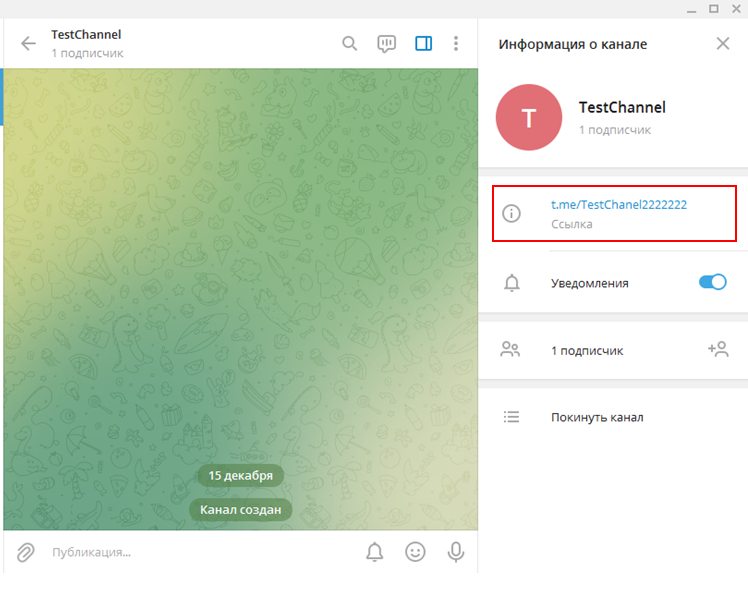 TestChannel
1 подписчик
Информация о канале
T
TestChannel
1 подписчик
t.me/TestChanel2222222
Ссылка
Уведомления
1 подписчик
Покинуть канал
15 декабря
Канал создан
Публикация...